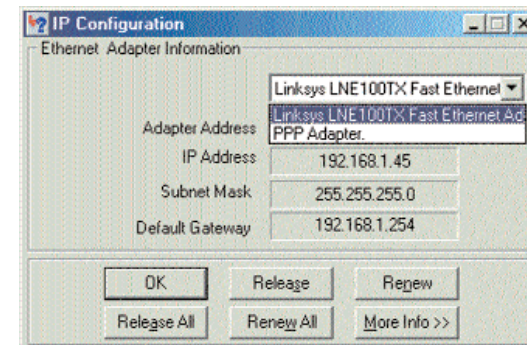 IP Configuration
Ethernet Adapter Information
Linksys LNE100TX Fast Ethernet
Linksys LNE100TX Fast Ethernet Ad
PPP Adapter.
Adapter Address
IP Address 192.168.1.45
Subnet Mask 255.255.255.0
Default Gateway 192.168.1.254
OK Release Renew
Release All Renew All More Info >>